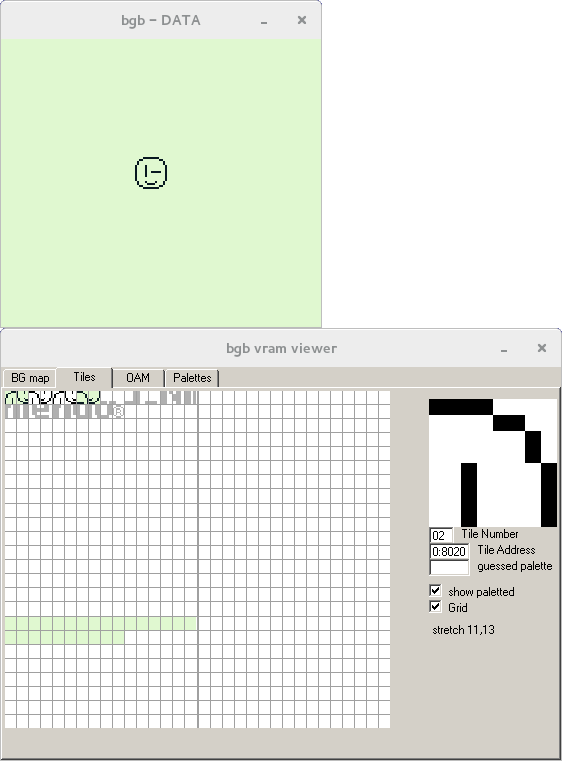 bgb - DATA
bgb vram viewer
BG map Tiles OAM Palettes
02 Tile Number
0:8020 Tile Address
guessed palette
show paletted
Grid
stretch 11,13